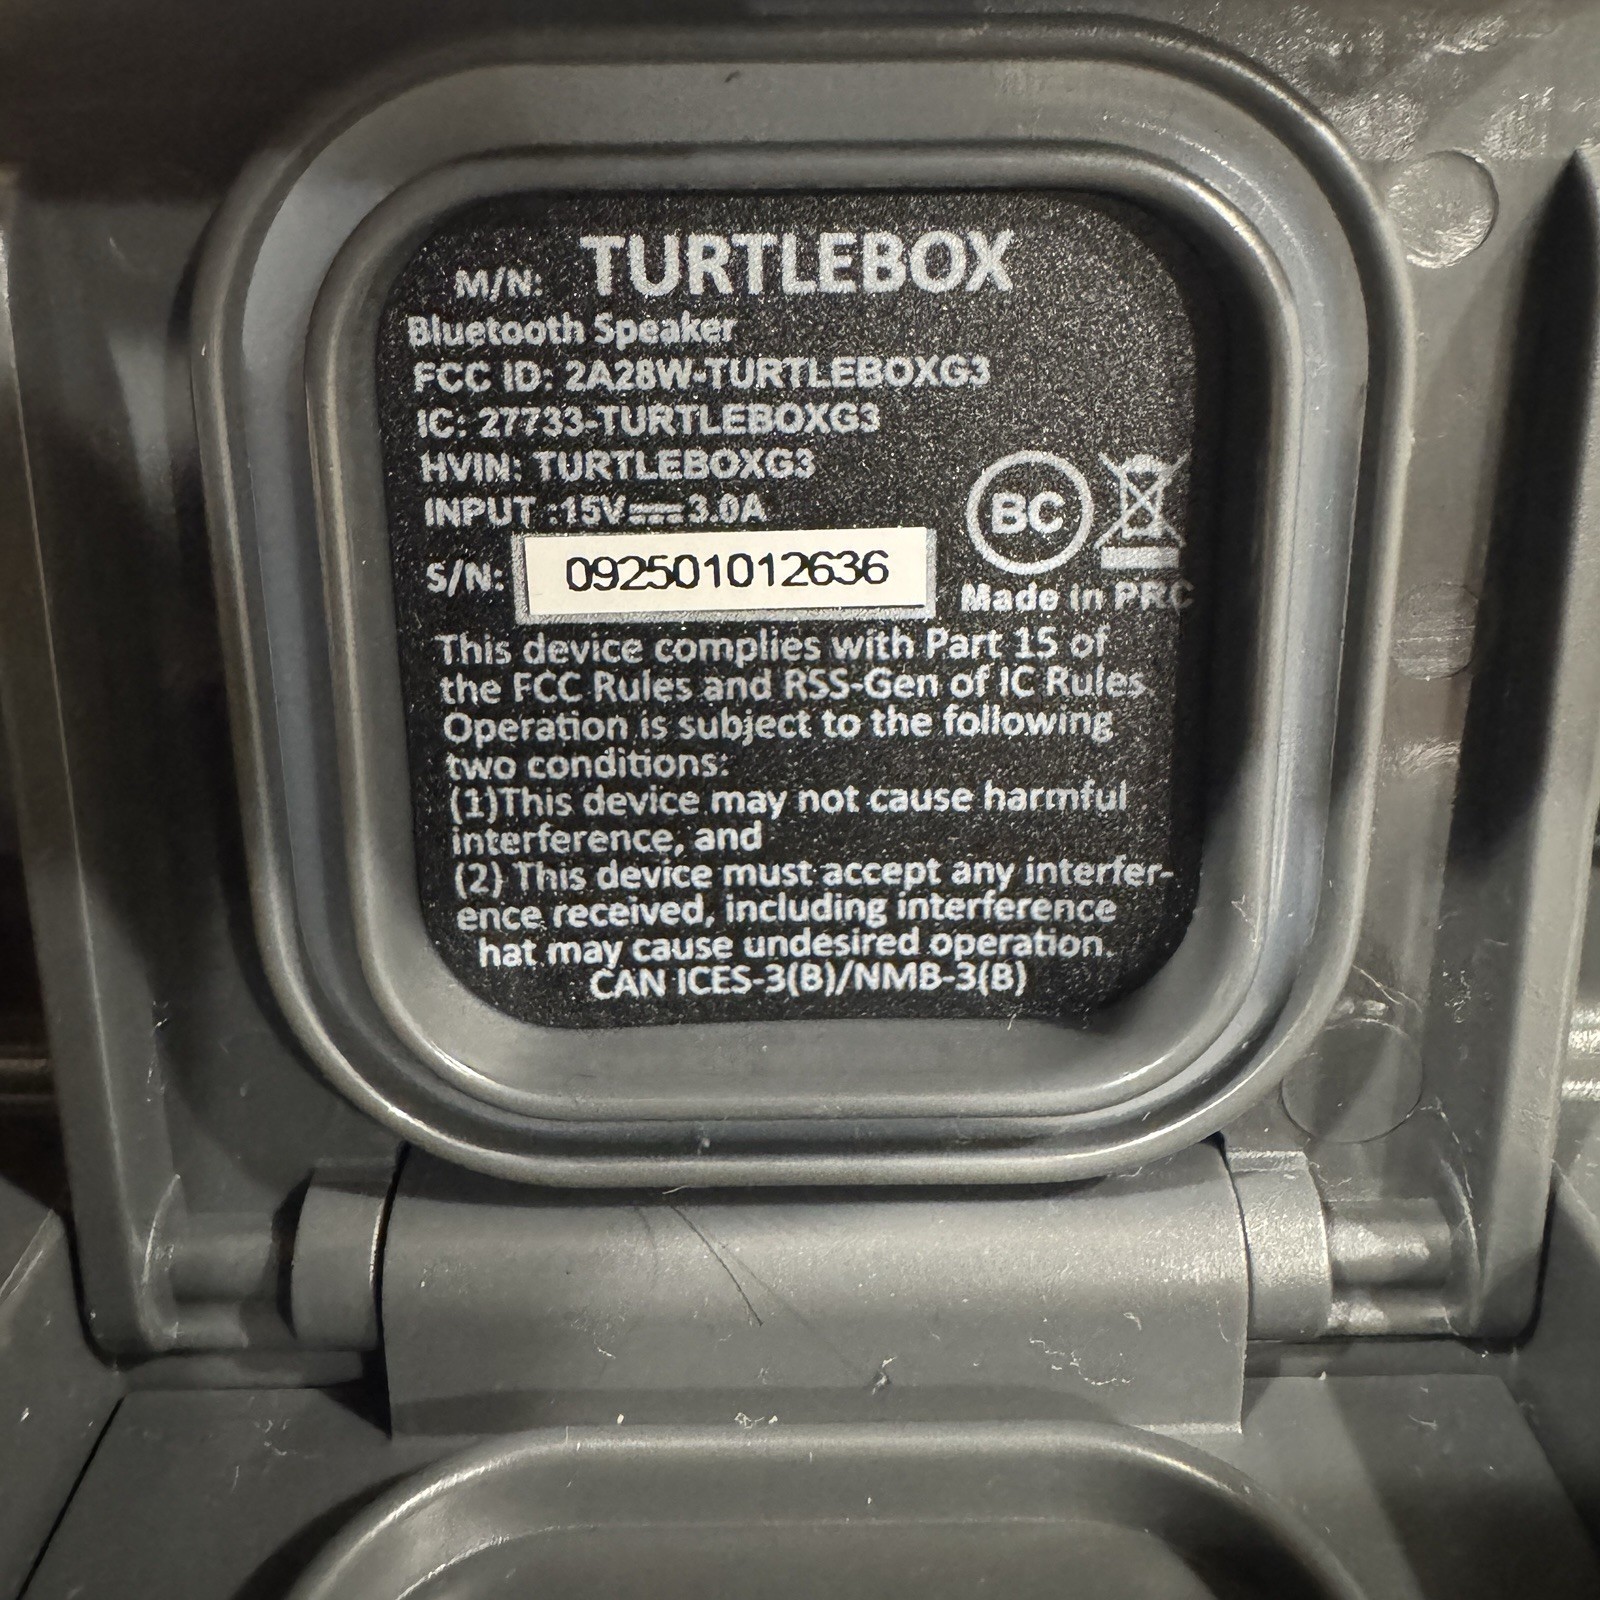 M/N: TURTLEBOX
Bluetooth Speaker
FCC ID: 2A28W-TURTLEBOXG3
IC: 27733-TURTLEBOXG3
HVIN: TURTLEBOXG3
INPUT :15V⎓3.0A
BC
S/N: 092501012636
Made in PRC
This device complies with Part 15 of
the FCC Rules and RSS-Gen of IC Rules.
Operation is subject to the following
two conditions:
(1)This device may not cause harmful
interference, and
(2) This device must accept any interfer-
ence received, including interference
hat may cause undesired operation.
CAN ICES-3(B)/NMB-3(B)